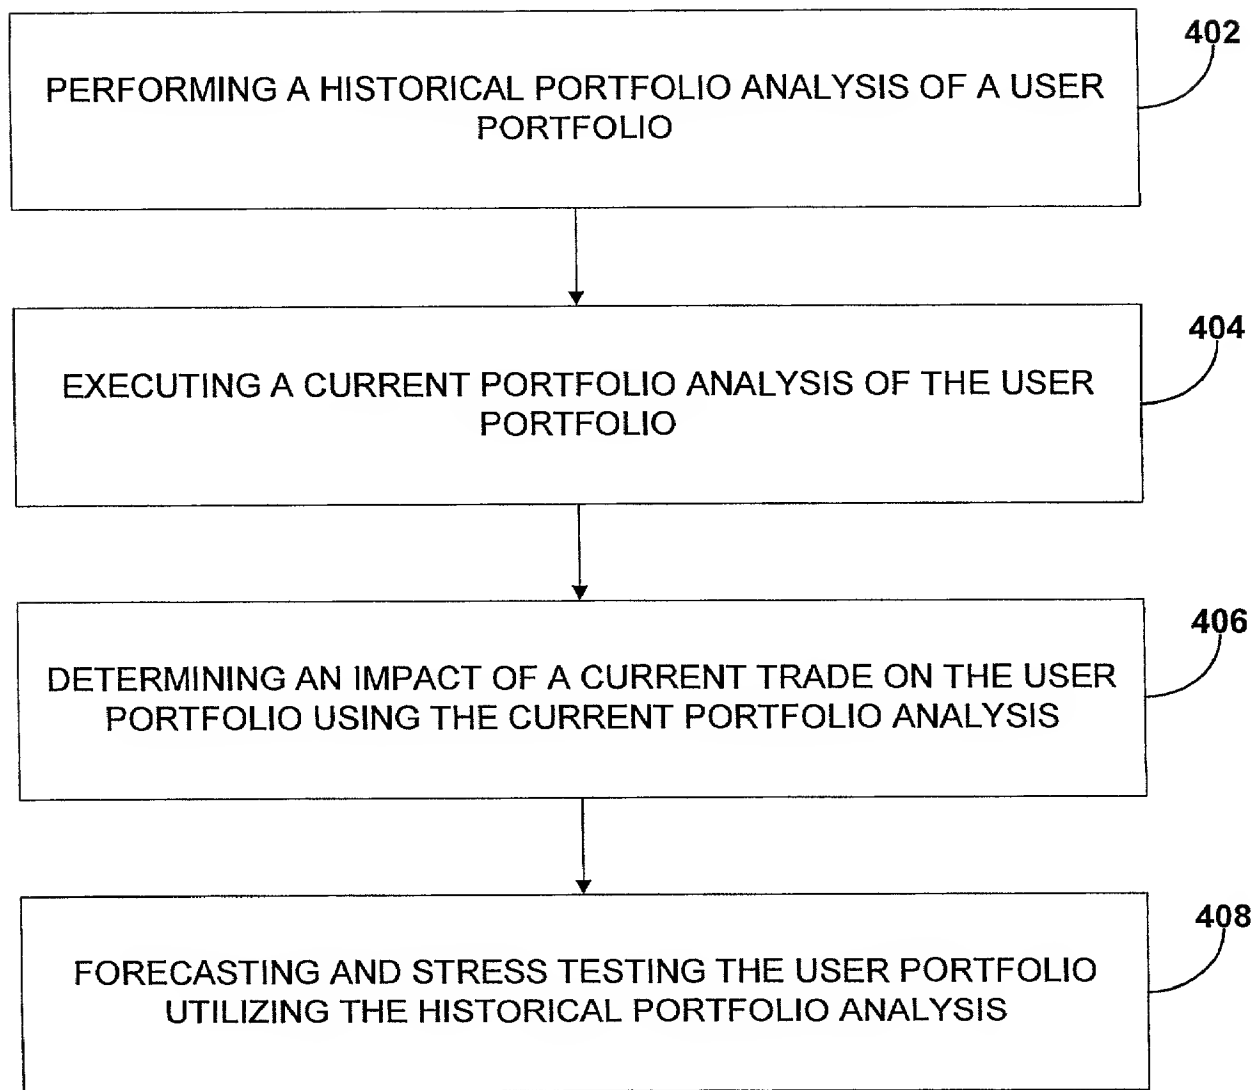 402
PERFORMING A HISTORICAL PORTFOLIO ANALYSIS OF A USER
PORTFOLIO
404
EXECUTING A CURRENT PORTFOLIO ANALYSIS OF THE USER
PORTFOLIO
406
DETERMINING AN IMPACT OF A CURRENT TRADE ON THE USER
PORTFOLIO USING THE CURRENT PORTFOLIO ANALYSIS
408
FORECASTING AND STRESS TESTING THE USER PORTFOLIO
UTILIZING THE HISTORICAL PORTFOLIO ANALYSIS